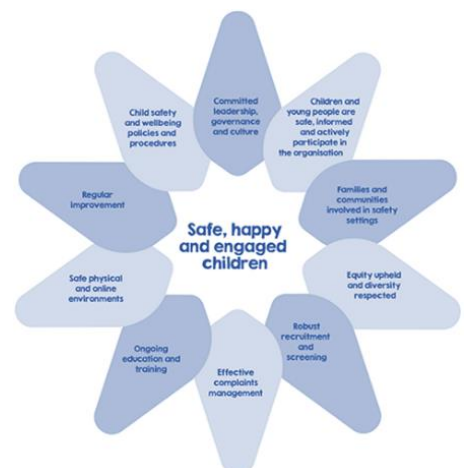 Committed
leadership,
governance
and culture
Children and
young people are
safe, informed
and actively
participate in
the organisation
Families and
communities
involved in safety
settings
Equity upheld
and diversity
respected
Robust
recruitment
and
screening
Effective
complaints
management
Ongoing
education and
training
Safe physical
and online
environments
Regular
improvement
Child safety
and wellbeing
policies and
procedures
Safe, happy
and engaged
children